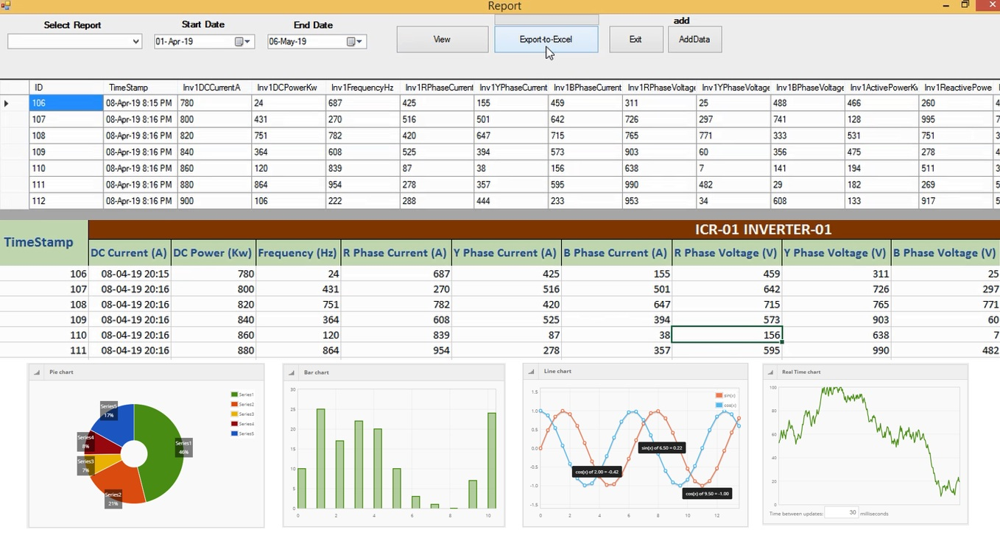 Report
add
Select Report Start Date End Date
01-Apr-19 06-May-19 View Export-to-Excel Exit AddData
ID TimeStamp Inv1DCCurrentA Inv1DCPowerKw Inv1FrequencyHz Inv1RPhaseCurrent Inv1YPhaseCurrent Inv1BPhaseCurrent Inv1RPhaseVoltage Inv1YPhaseVoltage Inv1BPhaseVoltage Inv1ActivePowerKw Inv1ReactivePowe
106 08-Apr-19 8:15 PM 780 24 687 425 155 459 311 25 488 466 260 4
107 08-Apr-19 8:16 PM 800 431 270 516 501 642 726 297 741 128 995 7
108 08-Apr-19 8:16 PM 820 751 782 420 647 715 765 771 333 531 751 3
109 08-Apr-19 8:16 PM 840 364 608 525 394 573 903 60 356 475 278 4
110 08-Apr-19 8:16 PM 860 120 839 87 38 156 638 7 141 194 511 3
111 08-Apr-19 8:16 PM 880 864 954 278 357 595 990 482 29 182 269 5
112 08-Apr-19 8:16 PM 900 106 222 288 444 233 953 34 608 133 917 5
ICR-01 INVERTER-01
TimeStamp
DC Current (A) DC Power (Kw) Frequency (Hz) R Phase Current (A) Y Phase Current (A) B Phase Current (A) R Phase Voltage (V) Y Phase Voltage (V) B Phase Voltage (V)
106 08-04-19 20:15 780 24 687 425 155 459 311 25
107 08-04-19 20:16 800 431 270 516 501 642 726 297
108 08-04-19 20:16 820 751 782 420 647 715 765 771
109 08-04-19 20:16 840 364 608 525 394 573 903 60
110 08-04-19 20:16 860 120 839 87 38 156 638 7
111 08-04-19 20:16 880 864 954 278 357 595 990 482
Pie chart
Series1
Series2
Series3
Series4
Series5
Series5
17%
Series4
8%
Series3
7%
Series2
21%
Series1
46%
Bar chart
30
25
20
15
10
5
0
0 2 4 6 8 10
Line chart
1.5
1.0
0.5
0.0
-0.5
-1.0
-1.5
sin(x)
cos(x)
sin(x) of 6.50 = 0.22
cos(x) of 2.00 = -0.42
cos(x) of 9.50 = -1.00
0 2 4 6 8 10 12
Real Time chart
100
80
60
40
20
0
Time between updates: 30 milliseconds